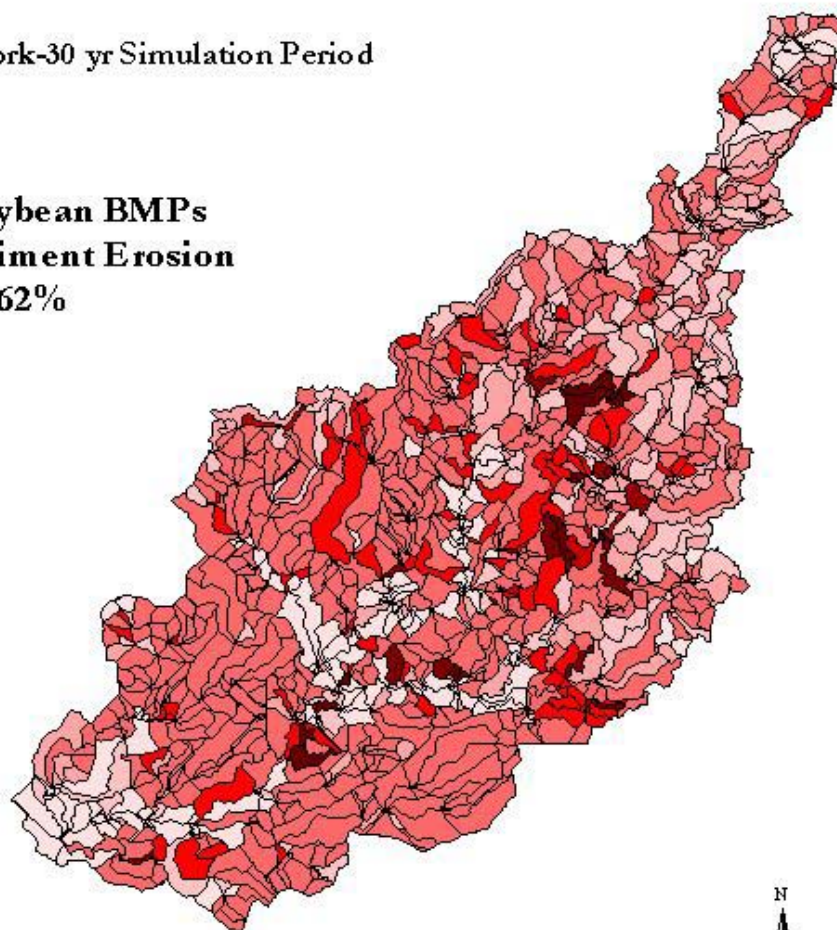 ork-30 yr Simulation Period
ybean BMPs
iment Erosion
62%
N